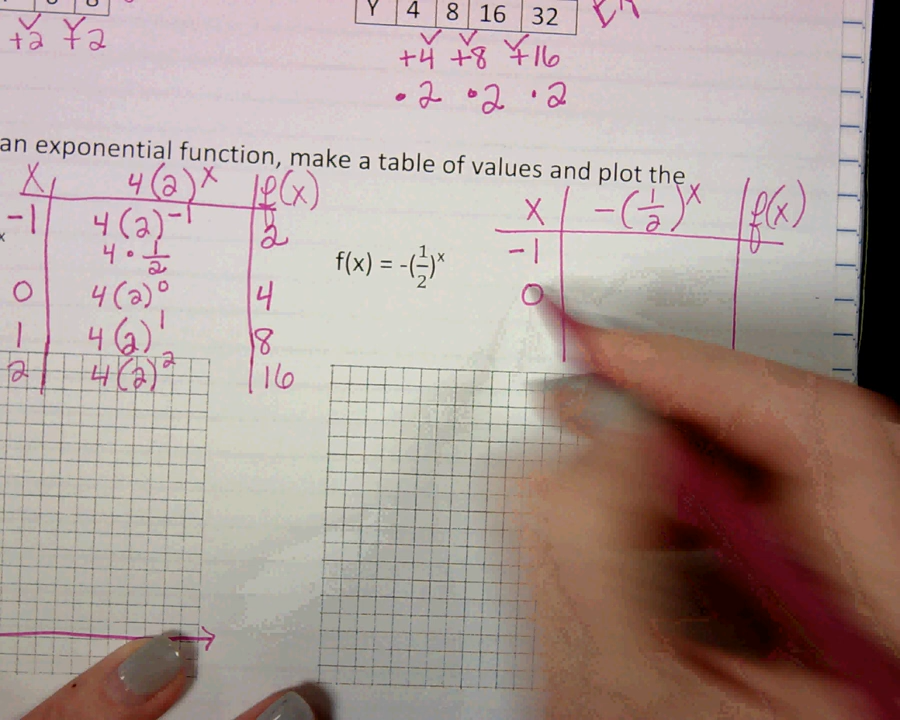 Y 4 8 16 32
+2 +2
+4 +8 +16
• 2 • 2 • 2
an exponential function, make a table of values and plot the
X 4(2)^x f(x)
-1 4(2)^-1 2
4 • 1/2
0 4(2)^0 4
1 4(2)^1 8
2 4(2)^2 16
f(x) = -(1/2)^x
X -(1/2)^x f(x)
-1
0